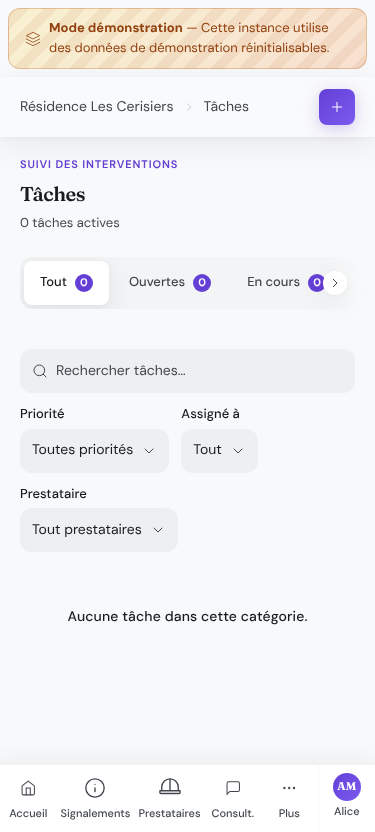 Mode démonstration — Cette instance utilise
des données de démonstration réinitialisables.
Résidence Les Cerisiers > Tâches
SUIVI DES INTERVENTIONS
Tâches
0 tâches actives
Tout 0 Ouvertes 0 En cours 0
Rechercher tâches...
Priorité Assigné à
Toutes priorités Tout
Prestataire
Tout prestataires
Aucune tâche dans cette catégorie.
AM
Accueil Signalements Prestataires Consult. Plus Alice